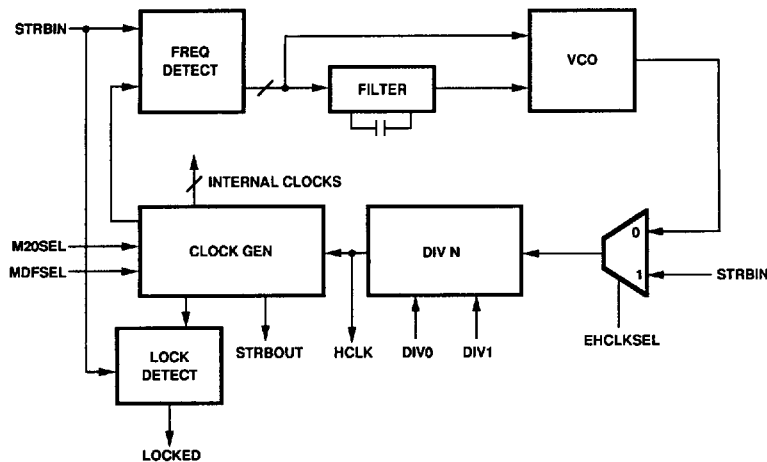 STRBIN
FREQ
DETECT
FILTER
VCO
INTERNAL CLOCKS
M20SEL
MDFSEL
CLOCK GEN
DIV N
0
1
STRBIN
EHCLKSEL
LOCK
DETECT
STRBOUT
HCLK
DIV0
DIV1
LOCKED